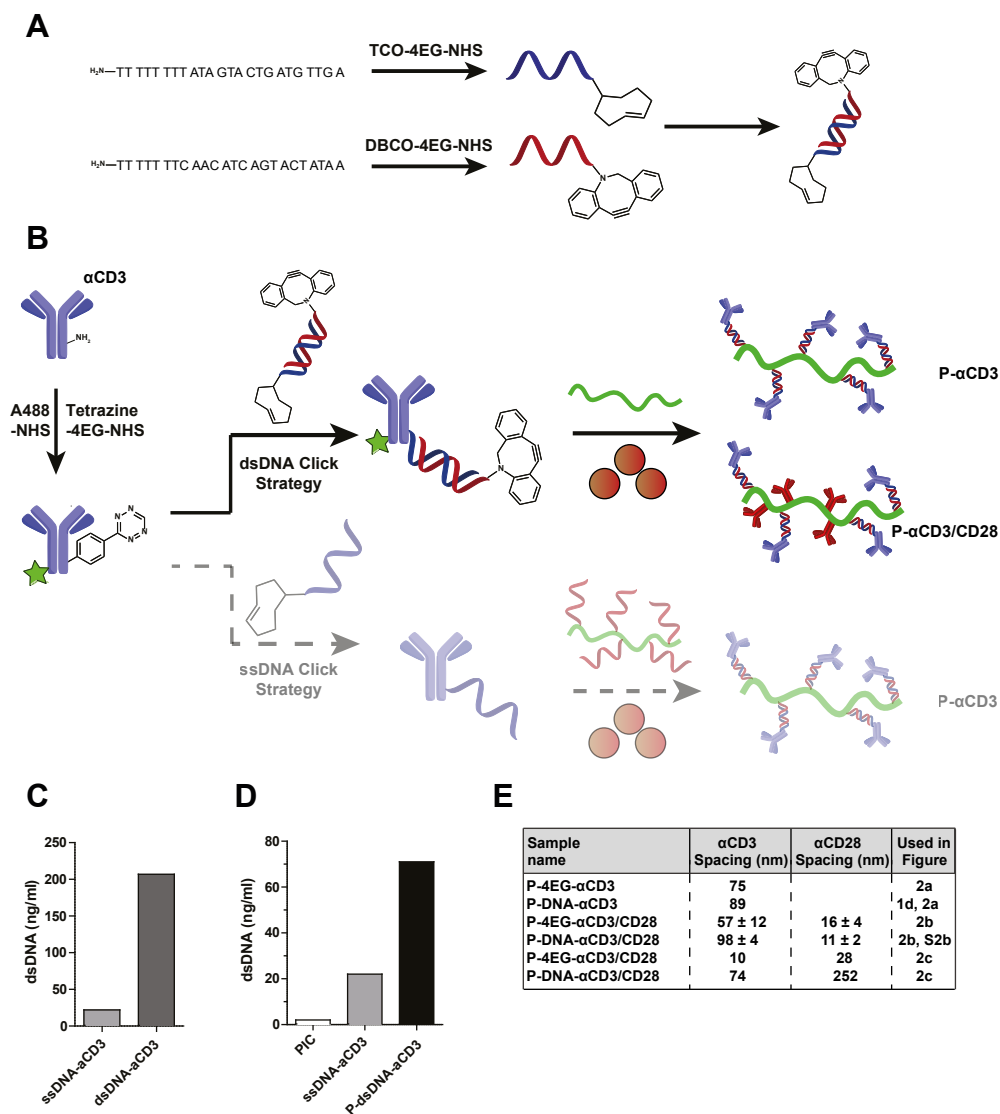 A
H₂N—TT TTT TTT ATA GTA CTG ATG TTG A
TCO-4EG-NHS
H₂N—TT TTT TTC AAC ATC AGT ACT ATA A
DBCO-4EG-NHS
N
N
B
αCD3
NH₂
A488
-NHS
Tetrazine
-4EG-NHS
N N
N N
N
dsDNA Click
Strategy
N
P-αCD3
P-αCD3/CD28
ssDNA Click
Strategy
P-αCD3
C
dsDNA (ng/ml)
250
200
150
100
50
0
ssDNA-aCD3
dsDNA-aCD3
D
dsDNA (ng/ml)
80
60
40
20
0
PIC
ssDNA-aCD3
P-dsDNA-aCD3
E
Sample name αCD3 Spacing (nm) αCD28 Spacing (nm) Used in Figure
P-4EG-αCD3 75 2a
P-DNA-αCD3 89 1d, 2a
P-4EG-αCD3/CD28 57 ± 12 16 ± 4 2b
P-DNA-αCD3/CD28 98 ± 4 11 ± 2 2b, S2b
P-4EG-αCD3/CD28 10 28 2c
P-DNA-αCD3/CD28 74 252 2c